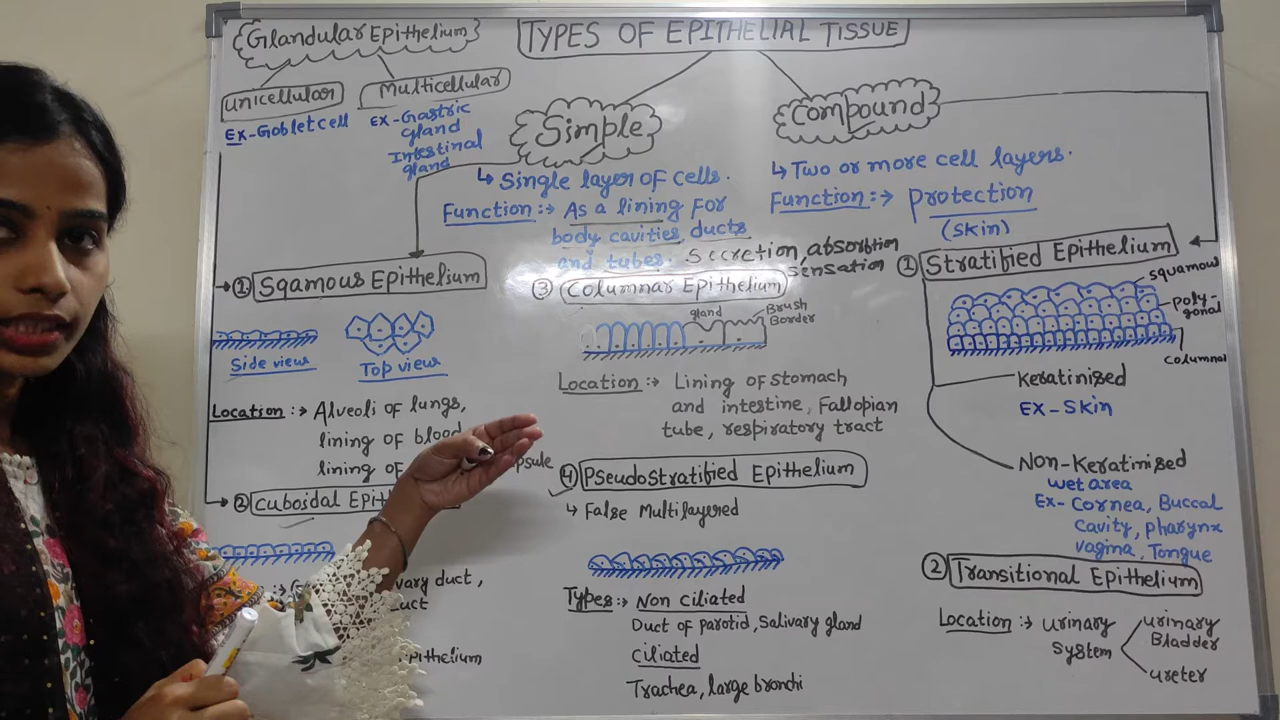 Glandular Epithelium
unicellular
Ex-Goblet cell
Multicellular
Ex-Gastric
gland
Intestinal
gland
TYPES OF EPITHELIAL TISSUE
Simple
↳ Single layer of cells.
Function:→ As a lining for
body cavities ducts
and tubes. Secretion, absorbtion
sensation
Compound
↳ Two or more cell layers.
Function:→ protection
(skin)
① Sqamous Epithelium
Side view
Top view
Location:→ Alveoli of lungs,
lining of blood
lining of
psule
② Cuboidal Epit
vary duct,
uct
pithelium
③ Columnar Epithelium
gland
Brush
Border
Location:→ Lining of stomach
and intestine, Fallopian
tube, respiratory tract
④ Pseudostratified Epithelium
↳ False Multilayered
Types:→ Non ciliated
Duct of parotid, Salivary gland
ciliated
Trachea, large bronchi
① Stratified Epithelium
squamous
poly-
gonal
columnal
Keratinised
EX-Skin
Non-Keratinised
wet area
Ex- Cornea, Buccal
Cavity, pharynx
vagina, Tongue
② Transitional Epithelium
Location:→ urinary
System
urinary
Bladder
ureter